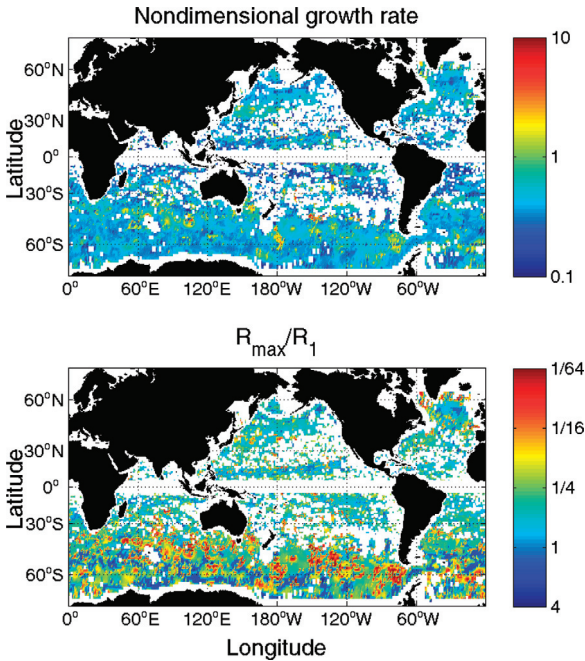 Nondimensional growth rate
60°N
30°N
0°
30°S
60°S
Latitude
0°
60°E
120°E
180°W
120°W
60°W
10
1
0.1
R_max/R_1
60°N
30°N
0°
30°S
60°S
Latitude
0°
60°E
120°E
180°W
120°W
60°W
Longitude
1/64
1/16
1/4
1
4